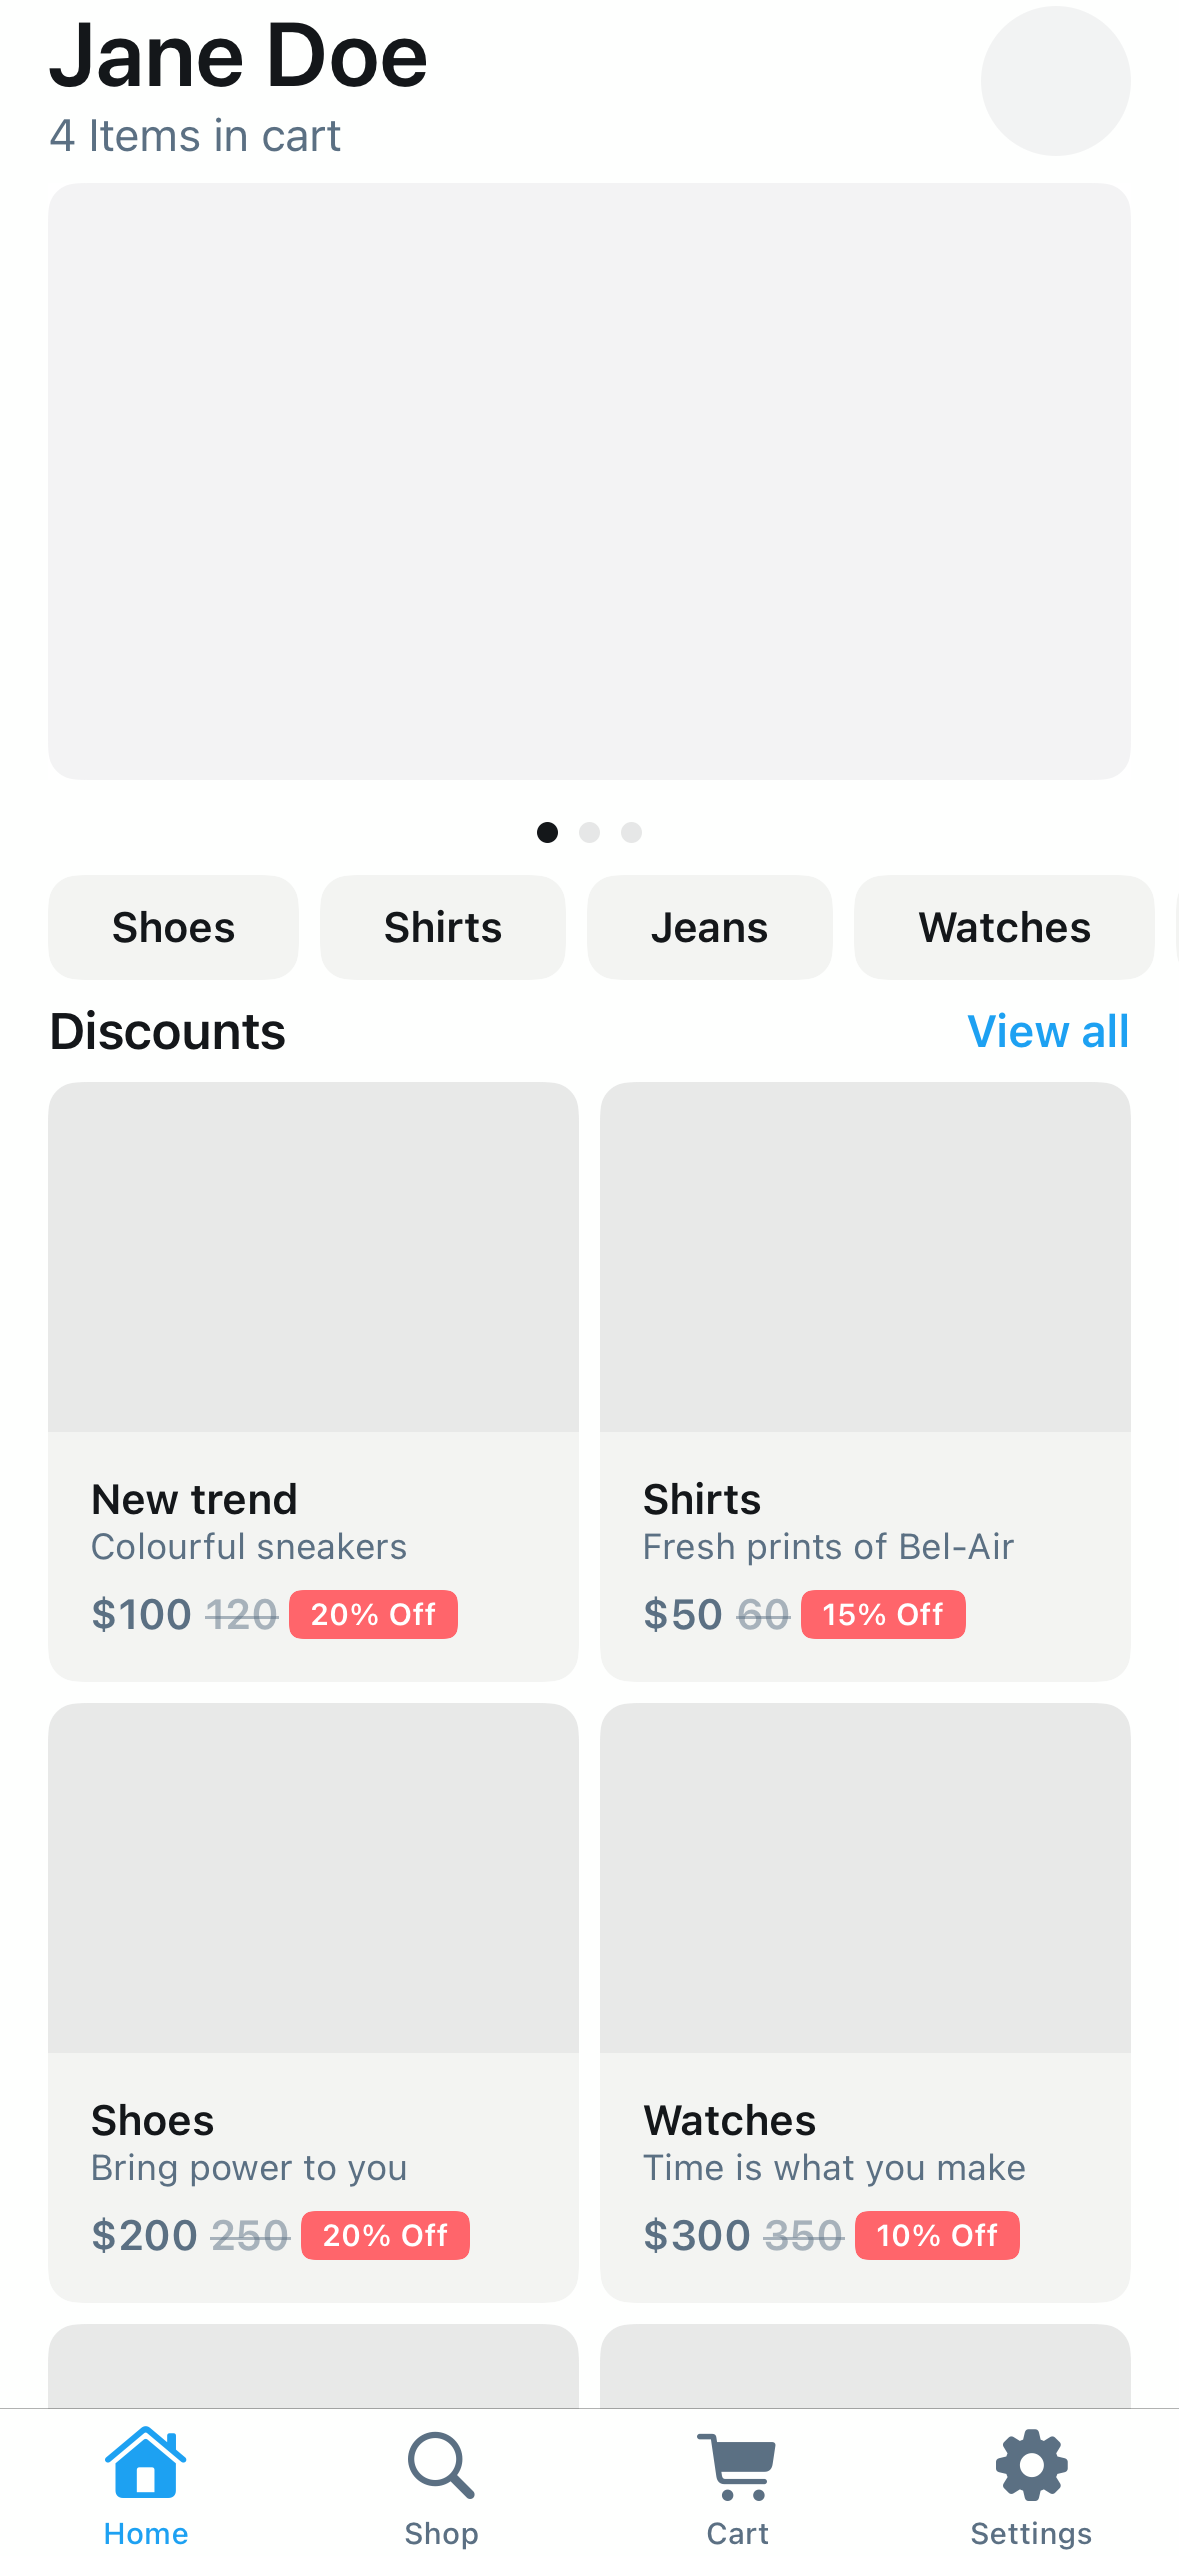 Jane Doe
4 Items in cart
Shoes Shirts Jeans Watches
Discounts View all
New trend
Colourful sneakers
$100 120 20% Off
Shirts
Fresh prints of Bel-Air
$50 60 15% Off
Shoes
Bring power to you
$200 250 20% Off
Watches
Time is what you make
$300 350 10% Off
Home Shop Cart Settings